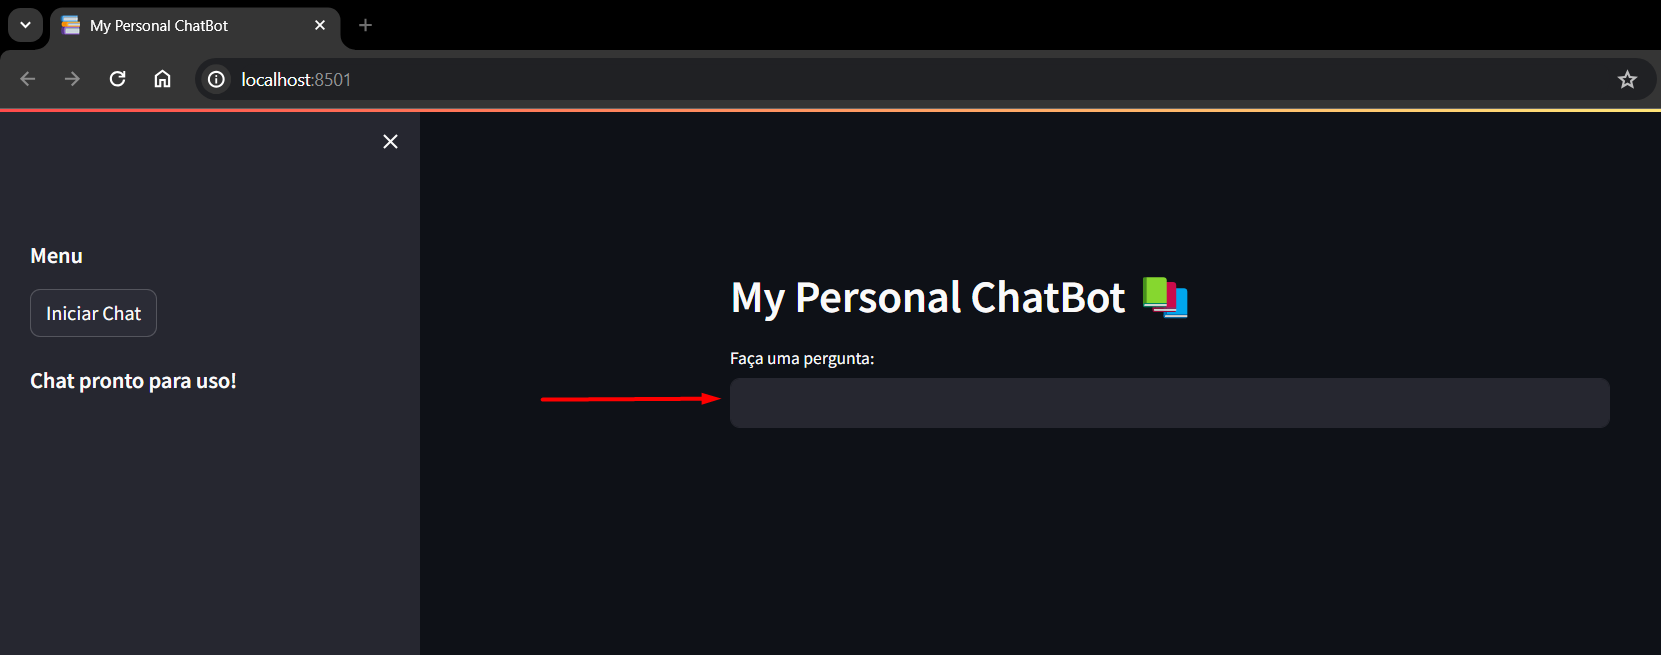 My Personal ChatBot
localhost:8501
Menu
Iniciar Chat
Chat pronto para uso!
My Personal ChatBot
Faça uma pergunta: